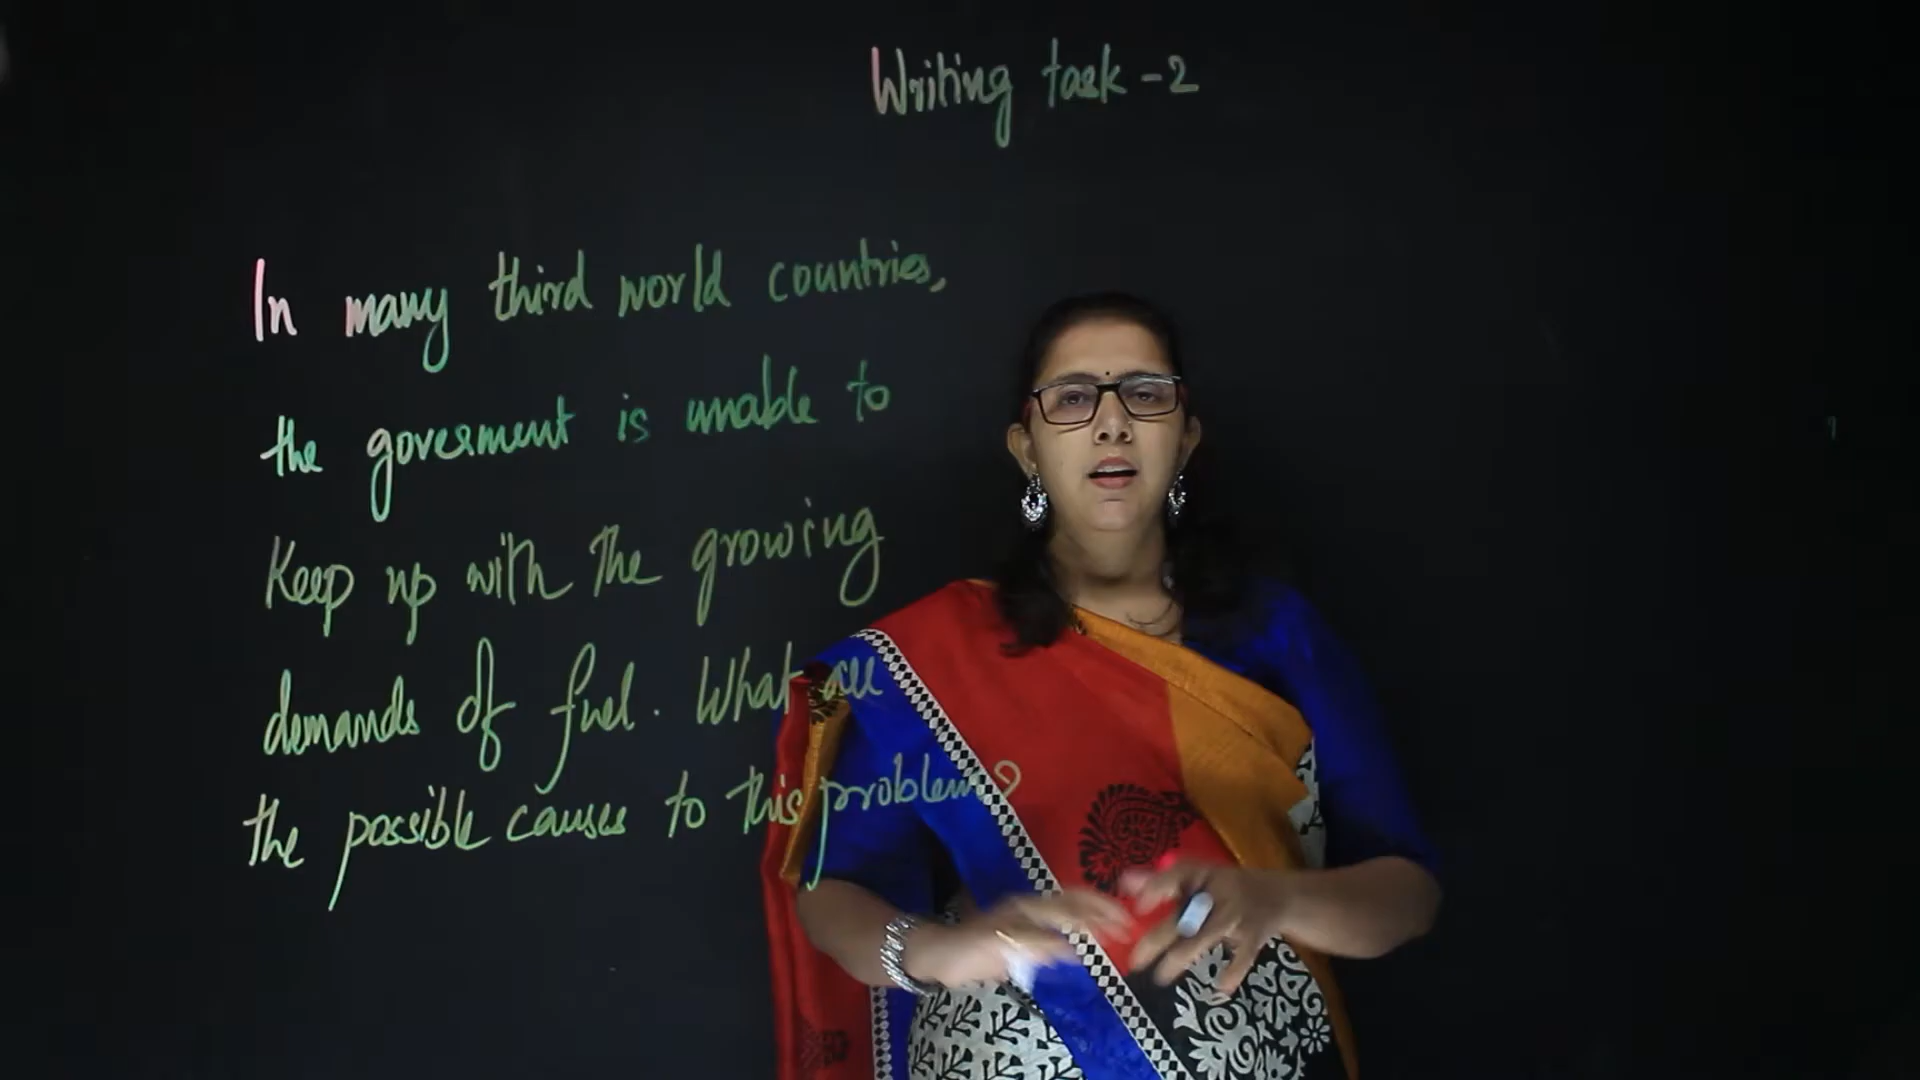 Writing task - 2
In many third world countries,
the government is unable to
Keep up with the growing
demands of fuel. What are
the possible causes to this problem?